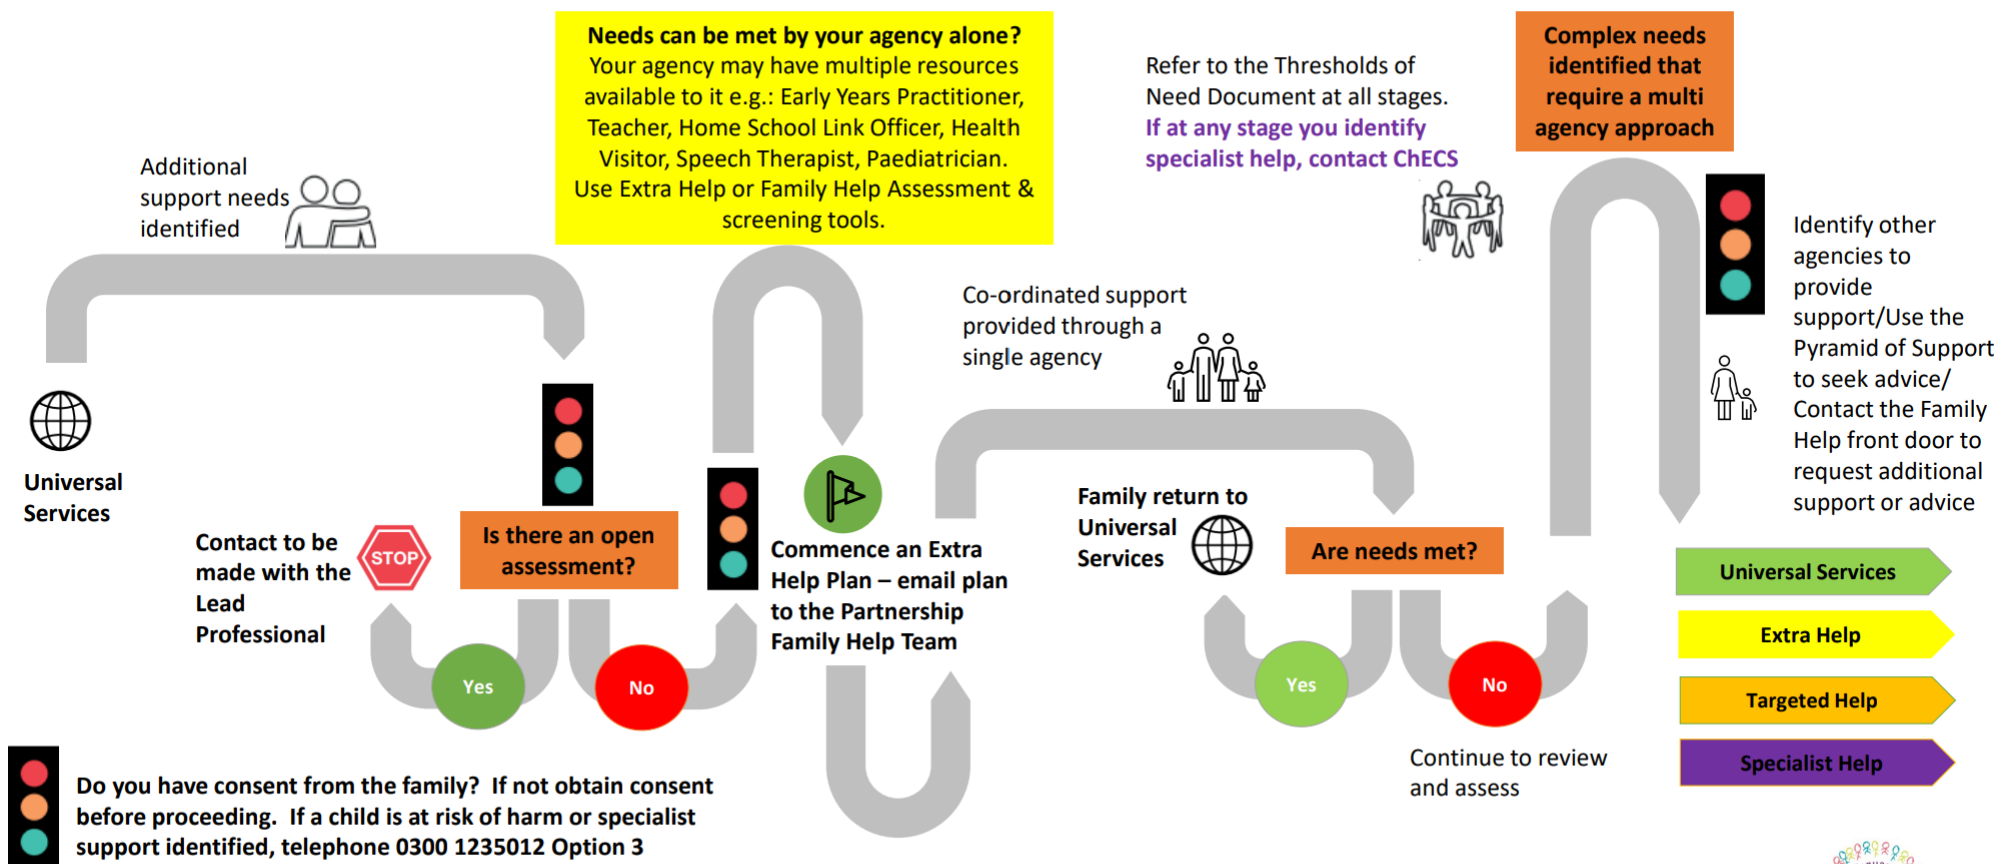 Needs can be met by your agency alone?
Your agency may have multiple resources
available to it e.g.: Early Years Practitioner,
Teacher, Home School Link Officer, Health
Visitor, Speech Therapist, Paediatrician.
Use Extra Help or Family Help Assessment &
screening tools.
Refer to the Thresholds of
Need Document at all stages.
If at any stage you identify
specialist help, contact ChECS
Complex needs
identified that
require a multi
agency approach
Additional
support needs
identified
Identify other
agencies to
provide
support/Use the
Pyramid of Support
to seek advice/
Contact the Family
Help front door to
request additional
support or advice
Co-ordinated support
provided through a
single agency
Universal
Services
Contact to be
made with the
Lead
Professional
STOP
Is there an open
assessment?
Yes
No
Commence an Extra
Help Plan – email plan
to the Partnership
Family Help Team
Family return to
Universal
Services
Are needs met?
Yes
No
Continue to review
and assess
Universal Services
Extra Help
Targeted Help
Specialist Help
Do you have consent from the family? If not obtain consent
before proceeding. If a child is at risk of harm or specialist
support identified, telephone 0300 1235012 Option 3